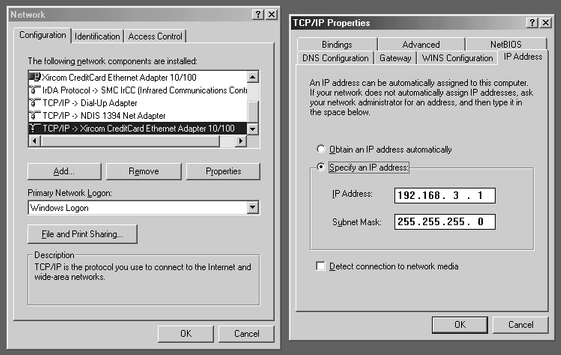 Network
Configuration Identification Access Control
The following network components are installed:
Xircom CreditCard Ethernet Adapter 10/100
IrDA Protocol -> SMC IrCC (Infrared Communications Contr
TCP/IP -> Dial-Up Adapter
TCP/IP -> NDIS 1394 Net Adapter
TCP/IP -> Xircom CreditCard Ethernet Adapter 10/100
Add... Remove Properties
Primary Network Logon:
Windows Logon
File and Print Sharing...
Description
TCP/IP is the protocol you use to connect to the Internet and
wide-area networks.
OK Cancel
TCP/IP Properties
Bindings Advanced NetBIOS
DNS Configuration Gateway WINS Configuration IP Address
An IP address can be automatically assigned to this computer.
If your network does not automatically assign IP addresses, ask
your network administrator for an address, and then type it in
the space below.
Obtain an IP address automatically
Specify an IP address:
IP Address: 192.168. 3 . 1
Subnet Mask: 255.255.255. 0
Detect connection to network media
OK Cancel